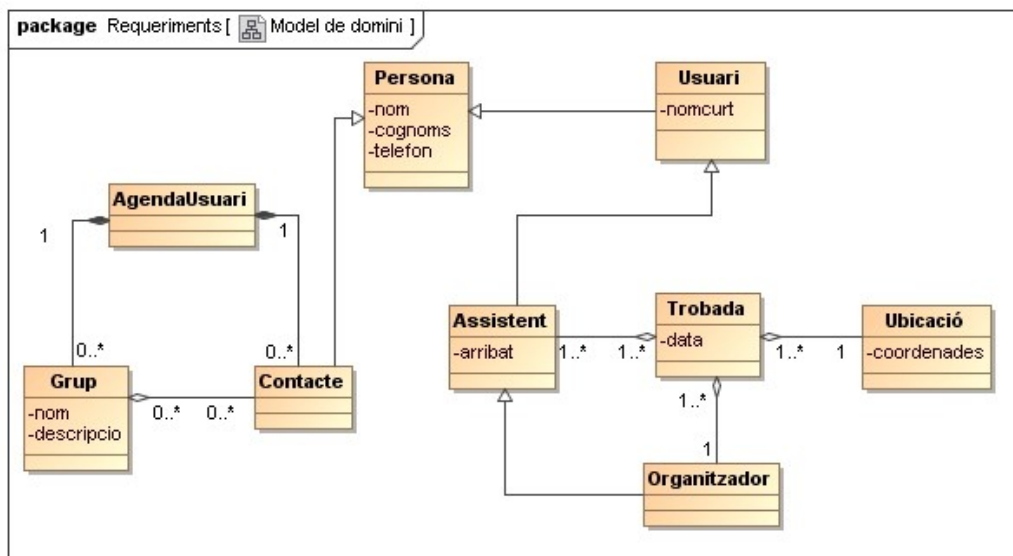 package Requeriments [ Model de domini ]
Persona
-nom
-cognoms
-telefon
Usuari
-nomcurt
AgendaUsuari
1
1
0..*
0..*
Grup
-nom
-descripcio
0..*
0..*
Contacte
Assistent
-arribat
1..*
1..*
Trobada
-data
1..*
1
Ubicació
-coordenades
1..*
1
Organitzador